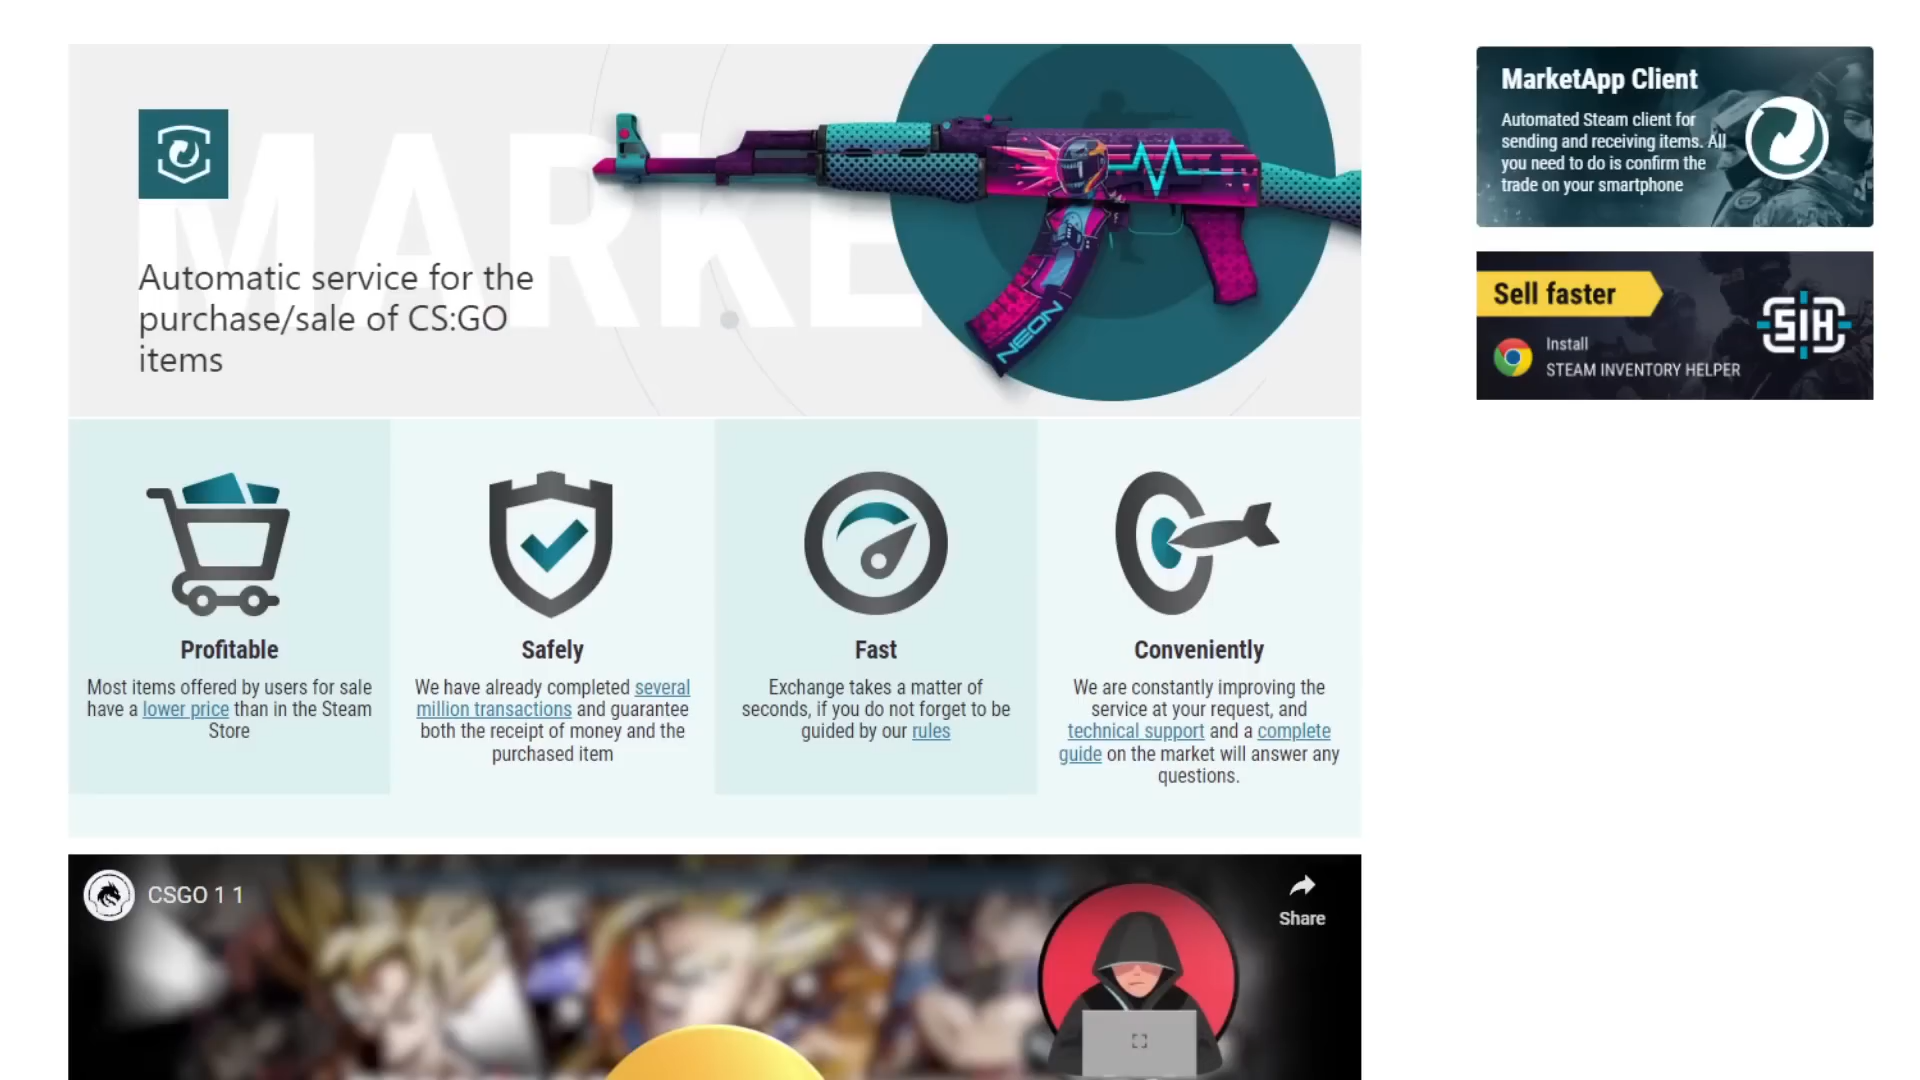 MARKE
Automatic service for the
purchase/sale of CS:GO
items
NEON
Profitable
Most items offered by users for sale
have a lower price than in the Steam
Store
Safely
We have already completed several
million transactions and guarantee
both the receipt of money and the
purchased item
Fast
Exchange takes a matter of
seconds, if you do not forget to be
guided by our rules
Conveniently
We are constantly improving the
service at your request, and
technical support and a complete
guide on the market will answer any
questions.
CSGO 1 1
Share
MarketApp Client
Automated Steam client for
sending and receiving items. All
you need to do is confirm the
trade on your smartphone
Sell faster
Install
STEAM INVENTORY HELPER
SIH